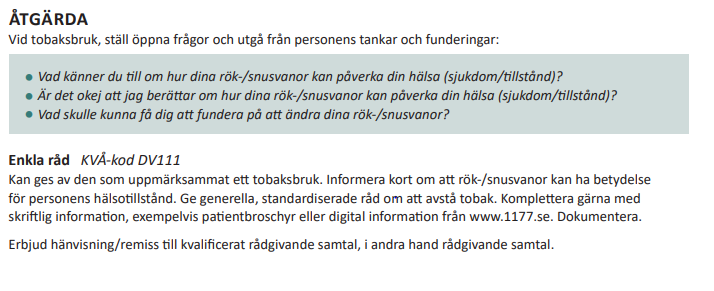 ÅTGÄRDA
Vid tobaksbruk, ställ öppna frågor och utgå från personens tankar och funderingar:
• Vad känner du till om hur dina rök-/snusvanor kan påverka din hälsa (sjukdom/tillstånd)?
• Är det okej att jag berättar om hur dina rök-/snusvanor kan påverka din hälsa (sjukdom/tillstånd)?
• Vad skulle kunna få dig att fundera på att ändra dina rök-/snusvanor?
Enkla råd KVÅ-kod DV111
Kan ges av den som uppmärksammat ett tobaksbruk. Informera kort om att rök-/snusvanor kan ha betydelse
för personens hälsotillstånd. Ge generella, standardiserade råd om att avstå tobak. Komplettera gärna med
skriftlig information, exempelvis patientbroschyr eller digital information från www.1177.se. Dokumentera.
Erbjud hänvisning/remiss till kvalificerat rådgivande samtal, i andra hand rådgivande samtal.